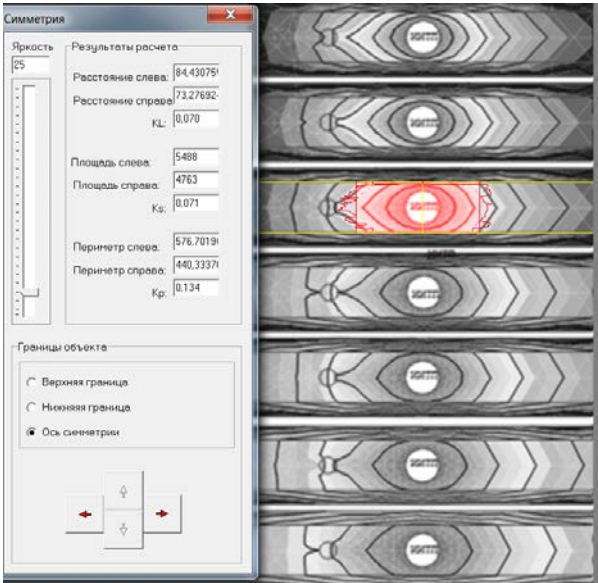 Симметрия
Яркость
25
Результаты расчета
Расстояние слева: 84,43075
Расстояние справа 73,27692
KL: 0,070
Площадь слева: 5488
Площадь справа: 4763
Ks: 0.071
Периметр слева: 576,7019
Периметр справа: 440,3337
Kp: 0,134
Границы объекта
Верхняя граница
Нижняяя граница
Ось симметрии